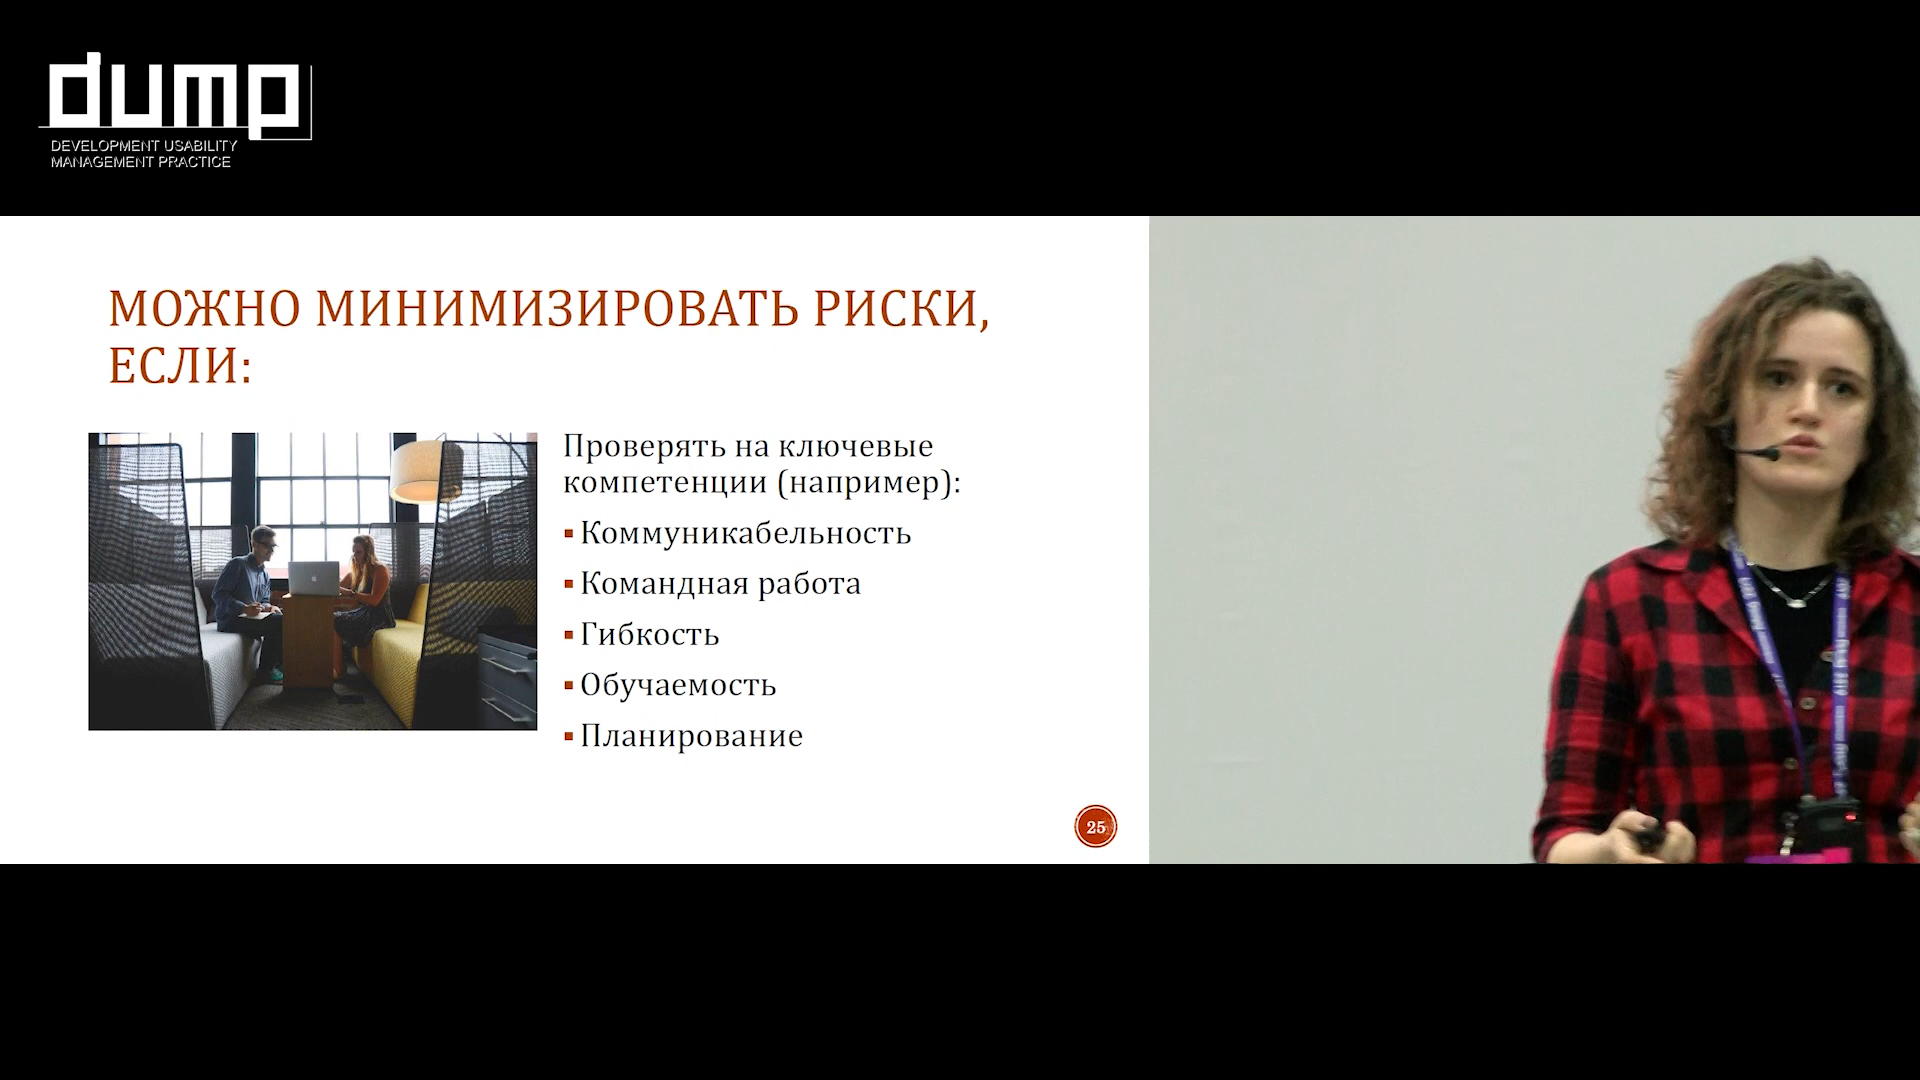 dump
DEVELOPMENT USABILITY
MANAGEMENT PRACTICE
МОЖНО МИНИМИЗИРОВАТЬ РИСКИ,
ЕСЛИ:
Проверять на ключевые
компетенции (например):
▪ Коммуникабельность
▪ Командная работа
▪ Гибкость
▪ Обучаемость
▪ Планирование
25